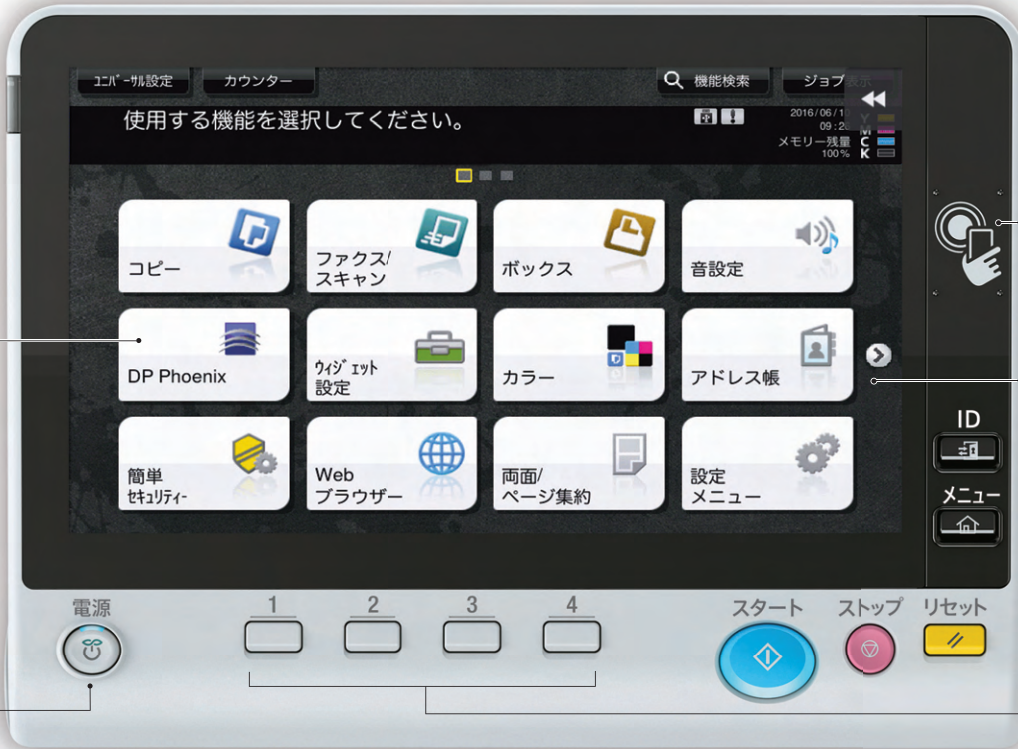 ユニバーサル設定
カウンター
機能検索
ジョブ
使用する機能を選択してください。
2016/06/1
09:2
メモリー残量
100%
Y
M
C
K
コピー
ファクス/
スキャン
ボックス
音設定
DP Phoenix
ウィジェット
設定
カラー
アドレス帳
簡単
セキュリティー
Web
ブラウザー
両面/
ページ集約
設定
メニュー
ID
メニュー
電源
1
2
3
4
スタート
ストップ
リセット